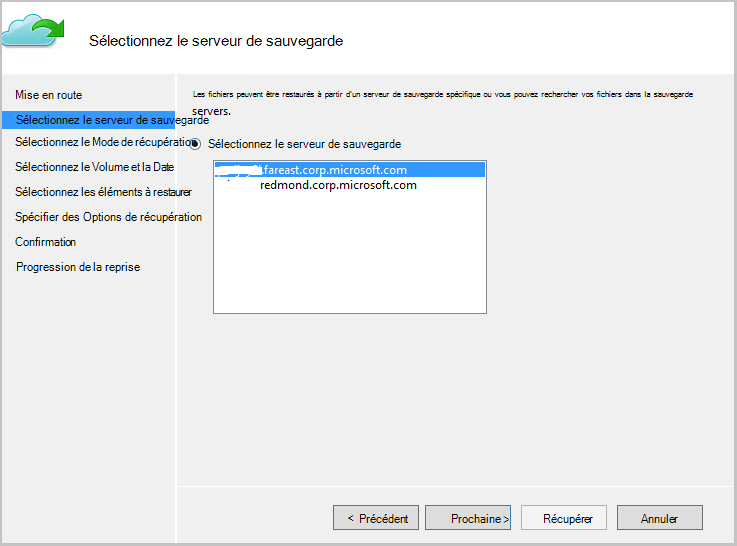 Sélectionnez le serveur de sauvegarde
Mise en route
Sélectionnez le serveur de sauvegarde
Sélectionnez le Mode de récupération
Sélectionnez le Volume et la Date
Sélectionnez les éléments à restaurer
Spécifier des Options de récupération
Confirmation
Progression de la reprise
Les fichiers peuvent être restaurés à partir d'un serveur de sauvegarde spécifique ou vous pouvez rechercher vos fichiers dans la sauvegarde
servers.
Sélectionnez le serveur de sauvegarde
.fareast.corp.microsoft.com
redmond.corp.microsoft.com
< Précédent
Prochaine >
Récupérer
Annuler